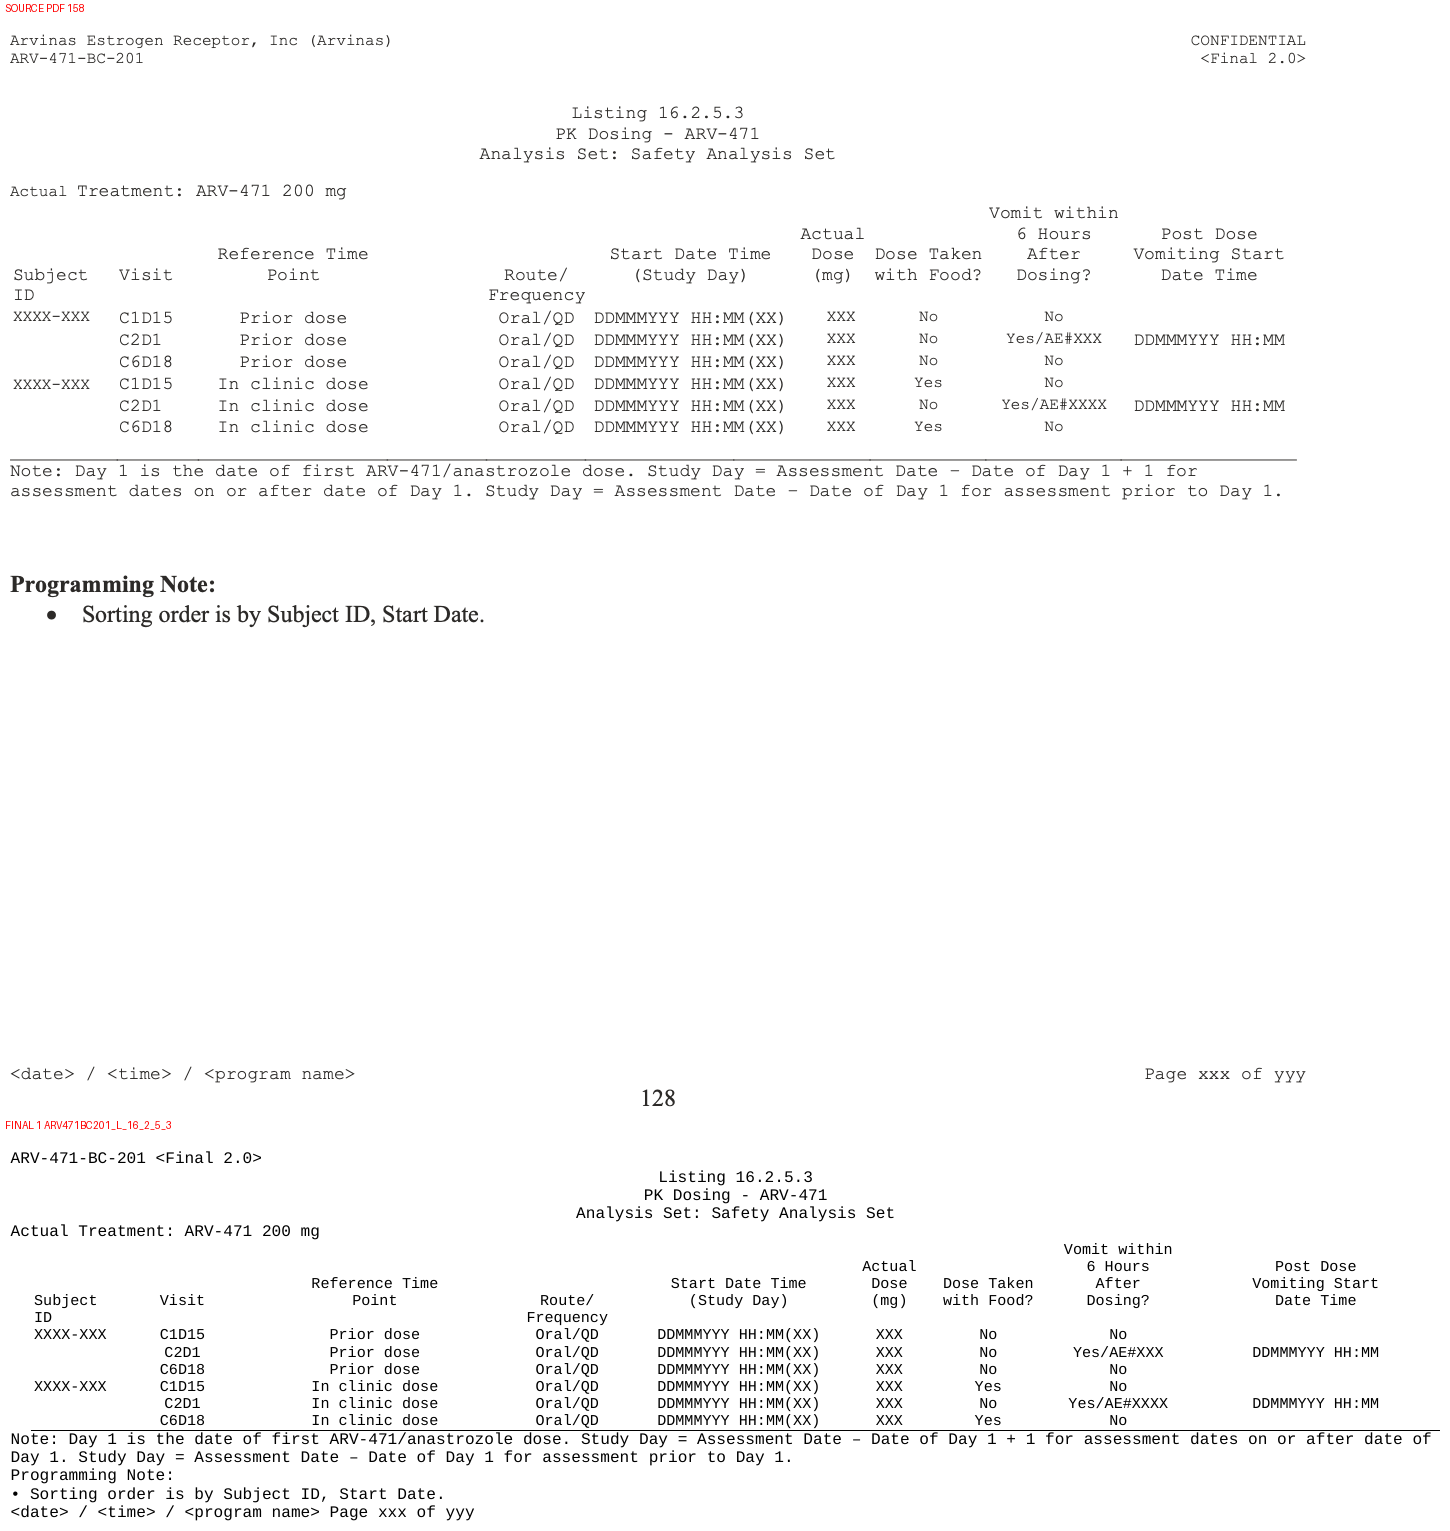 SOURCE PDF 158
Arvinas Estrogen Receptor, Inc (Arvinas) CONFIDENTIAL
ARV-471-BC-201 <Final 2.0>
Listing 16.2.5.3
PK Dosing - ARV-471
Analysis Set: Safety Analysis Set
Actual Treatment: ARV-471 200 mg
Vomit within
Actual 6 Hours Post Dose
Reference Time Start Date Time Dose Dose Taken After Vomiting Start
Subject Visit Point Route/ (Study Day) (mg) with Food? Dosing? Date Time
ID Frequency
XXXX-XXX C1D15 Prior dose Oral/QD DDMMMYYY HH:MM(XX) XXX No No
C2D1 Prior dose Oral/QD DDMMMYYY HH:MM(XX) XXX No Yes/AE#XXX DDMMMYYY HH:MM
C6D18 Prior dose Oral/QD DDMMMYYY HH:MM(XX) XXX No No
XXXX-XXX C1D15 In clinic dose Oral/QD DDMMMYYY HH:MM(XX) XXX Yes No
C2D1 In clinic dose Oral/QD DDMMMYYY HH:MM(XX) XXX No Yes/AE#XXXX DDMMMYYY HH:MM
C6D18 In clinic dose Oral/QD DDMMMYYY HH:MM(XX) XXX Yes No
Note: Day 1 is the date of first ARV-471/anastrozole dose. Study Day = Assessment Date – Date of Day 1 + 1 for
assessment dates on or after date of Day 1. Study Day = Assessment Date – Date of Day 1 for assessment prior to Day 1.
Programming Note:
• Sorting order is by Subject ID, Start Date.
<date> / <time> / <program name> Page xxx of yyy
128
FINAL 1 ARV471BC201_L_16_2_5_3
ARV-471-BC-201 <Final 2.0>
Listing 16.2.5.3
PK Dosing - ARV-471
Analysis Set: Safety Analysis Set
Actual Treatment: ARV-471 200 mg
Vomit within
Actual 6 Hours Post Dose
Reference Time Start Date Time Dose Dose Taken After Vomiting Start
Subject Visit Point Route/ (Study Day) (mg) with Food? Dosing? Date Time
ID Frequency
XXXX-XXX C1D15 Prior dose Oral/QD DDMMMYYY HH:MM(XX) XXX No No
C2D1 Prior dose Oral/QD DDMMMYYY HH:MM(XX) XXX No Yes/AE#XXX DDMMMYYY HH:MM
C6D18 Prior dose Oral/QD DDMMMYYY HH:MM(XX) XXX No No
XXXX-XXX C1D15 In clinic dose Oral/QD DDMMMYYY HH:MM(XX) XXX Yes No
C2D1 In clinic dose Oral/QD DDMMMYYY HH:MM(XX) XXX No Yes/AE#XXXX DDMMMYYY HH:MM
C6D18 In clinic dose Oral/QD DDMMMYYY HH:MM(XX) XXX Yes No
Note: Day 1 is the date of first ARV-471/anastrozole dose. Study Day = Assessment Date – Date of Day 1 + 1 for assessment dates on or after date of
Day 1. Study Day = Assessment Date – Date of Day 1 for assessment prior to Day 1.
Programming Note:
• Sorting order is by Subject ID, Start Date.
<date> / <time> / <program name> Page xxx of yyy